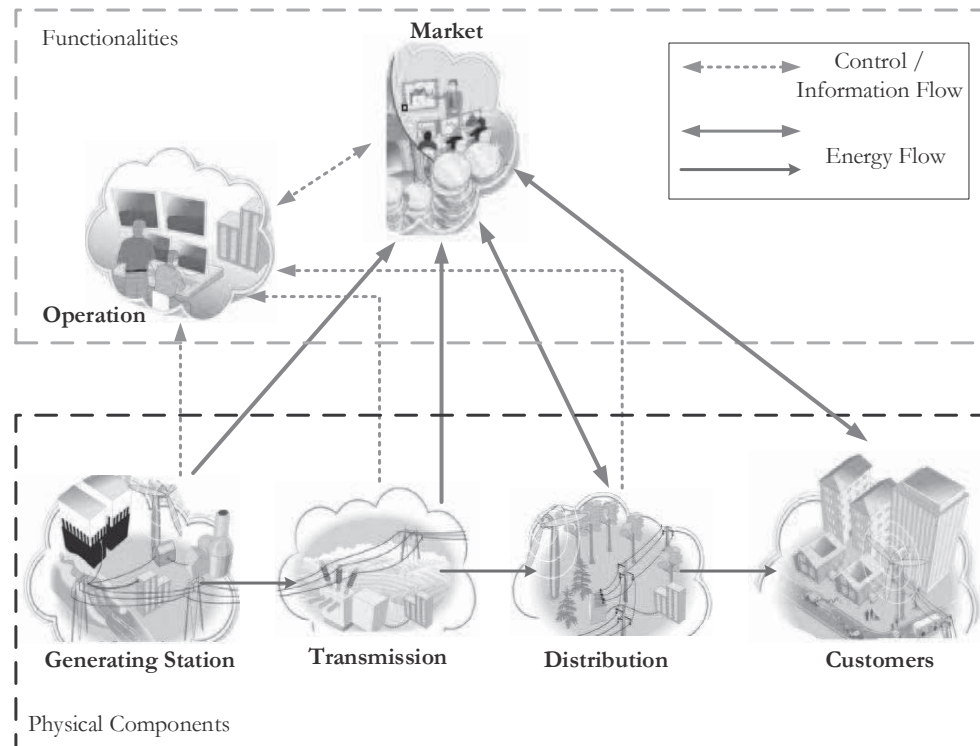 Functionalities
Market
Control /
Information Flow
Energy Flow
Operation
Generating Station
Transmission
Distribution
Customers
Physical Components